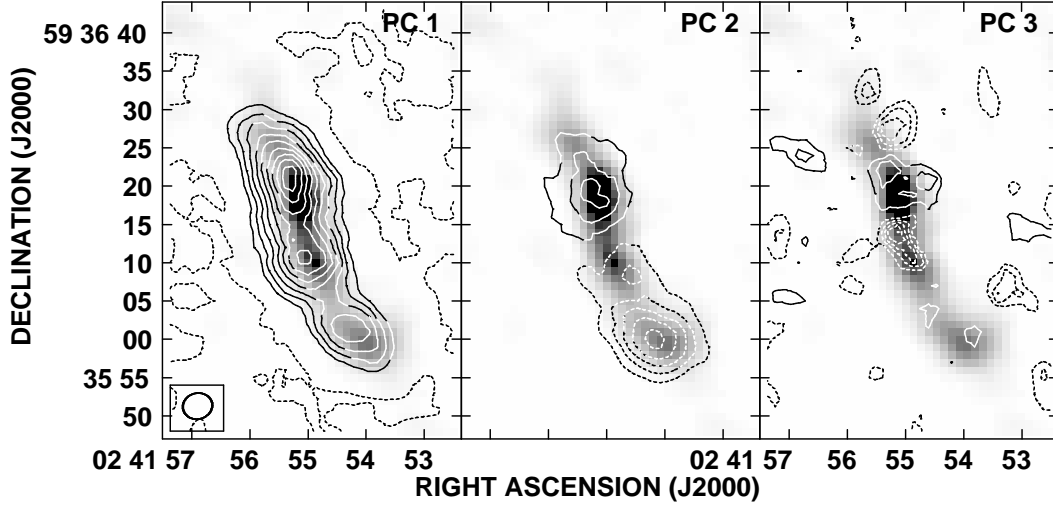 PC 1 PC 2 PC 3
59 36 40
35
30
25
20
15
10
05
00
35 55
50
02 41 57 56 55 54 53 02 41 57 56 55 54 53
DECLINATION (J2000)
RIGHT ASCENSION (J2000)